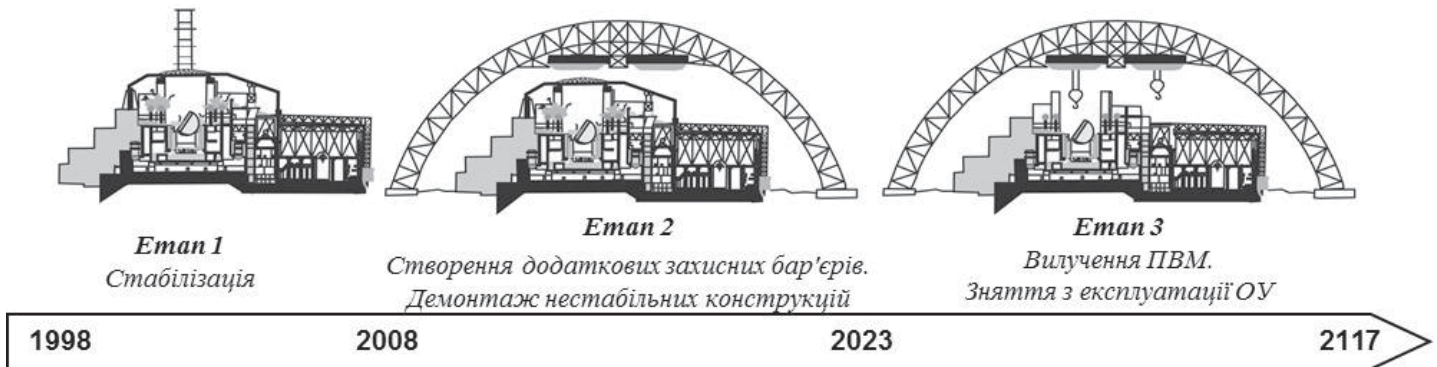 Етап 1
Стабілізація
Етап 2
Створення додаткових захисних бар'єрів.
Демонтаж нестабільних конструкцій
Етап 3
Вилучення ПВМ.
Зняття з експлуатації ОУ
1998 2008 2023 2117